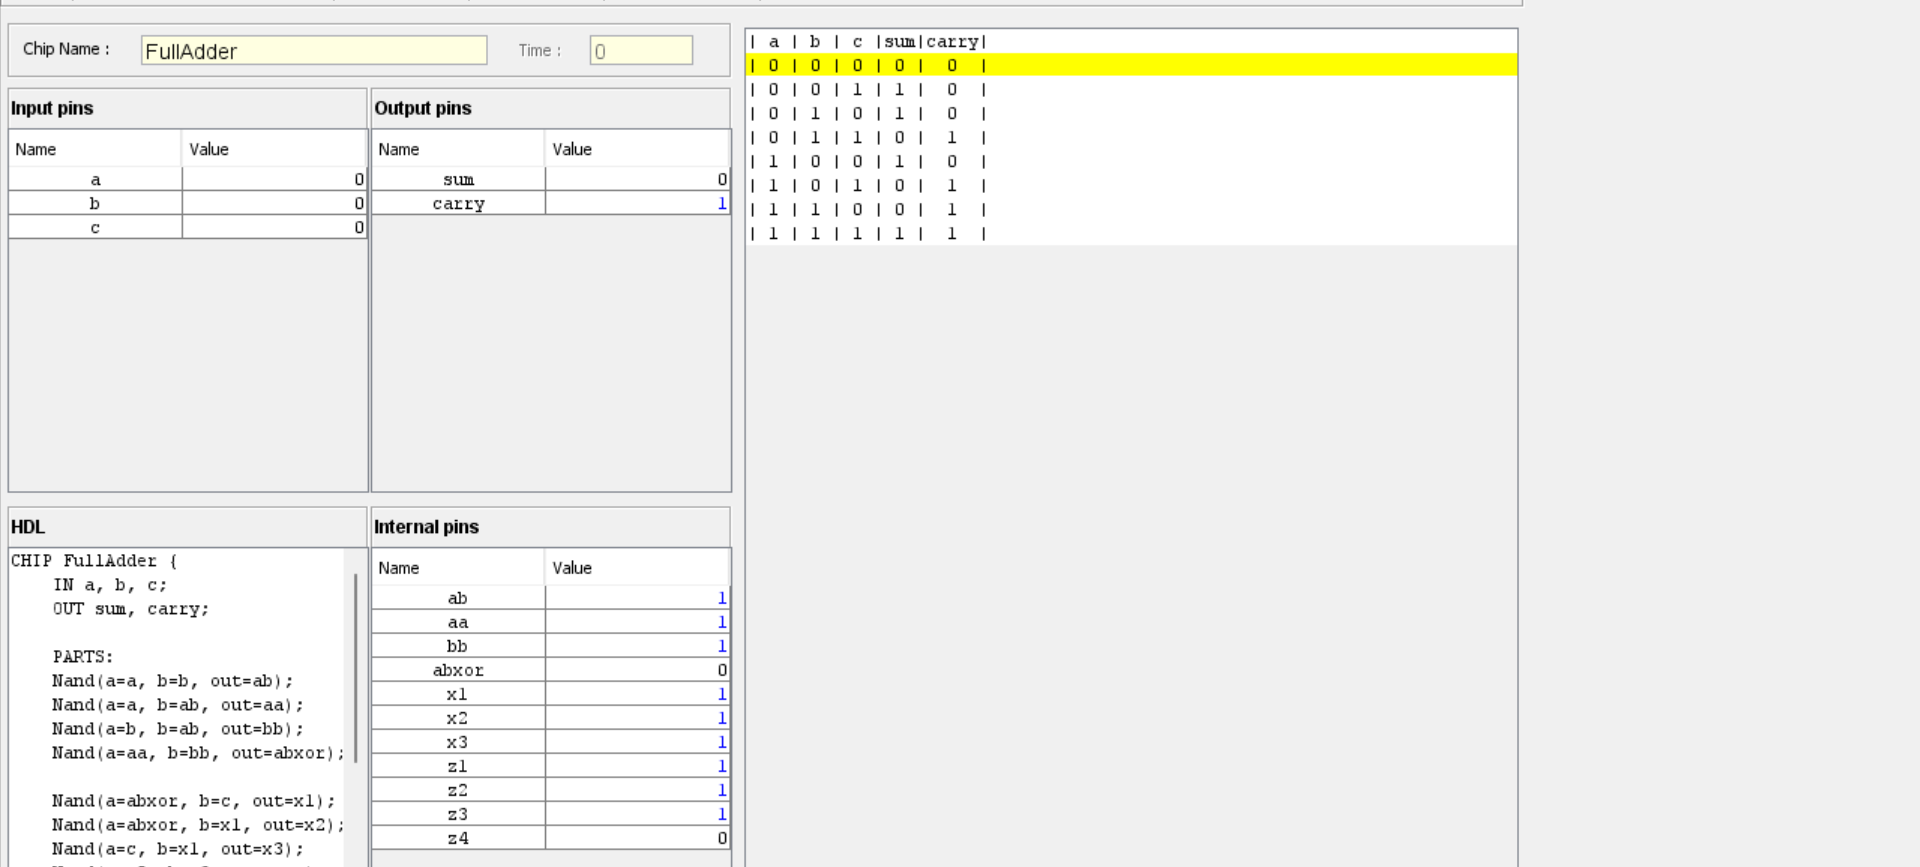 Chip Name : FullAdder Time : 0
Input pins
Name Value
a 0
b 0
c 0
Output pins
Name Value
sum 0
carry 1
HDL
CHIP FullAdder {
IN a, b, c;
OUT sum, carry;
PARTS:
Nand(a=a, b=b, out=ab);
Nand(a=a, b=ab, out=aa);
Nand(a=b, b=ab, out=bb);
Nand(a=aa, b=bb, out=abxor);
Nand(a=abxor, b=c, out=x1);
Nand(a=abxor, b=x1, out=x2);
Nand(a=c, b=x1, out=x3);
Internal pins
Name Value
ab 1
aa 1
bb 1
abxor 0
x1 1
x2 1
x3 1
z1 1
z2 1
z3 1
z4 0
| a | b | c |sum|carry|
| 0 | 0 | 0 | 0 | 0 |
| 0 | 0 | 1 | 1 | 0 |
| 0 | 1 | 0 | 1 | 0 |
| 0 | 1 | 1 | 0 | 1 |
| 1 | 0 | 0 | 1 | 0 |
| 1 | 0 | 1 | 0 | 1 |
| 1 | 1 | 0 | 0 | 1 |
| 1 | 1 | 1 | 1 | 1 |